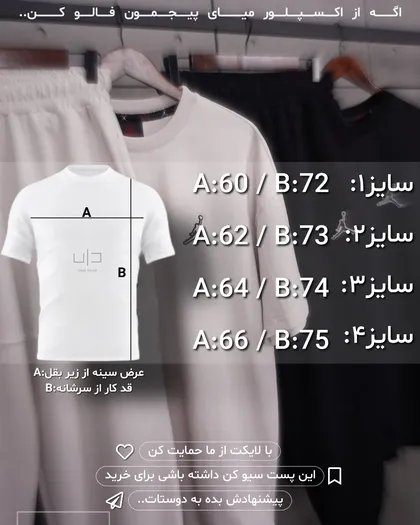 اگه از اکسپلور میای پیجمون فالو کن..
سایز۱: A:60 / B:72
سایز۲: A:62 / B:73
سایز۳: A:64 / B:74
سایز۴: A:66 / B:75
A
B
عرض سینه از زیر بغل:A
قد کار از سرشانه:B
با لایکت از ما حمایت کن
این پست سیو کن داشته باشی برای خرید
پیشنهادش بده به دوستات..